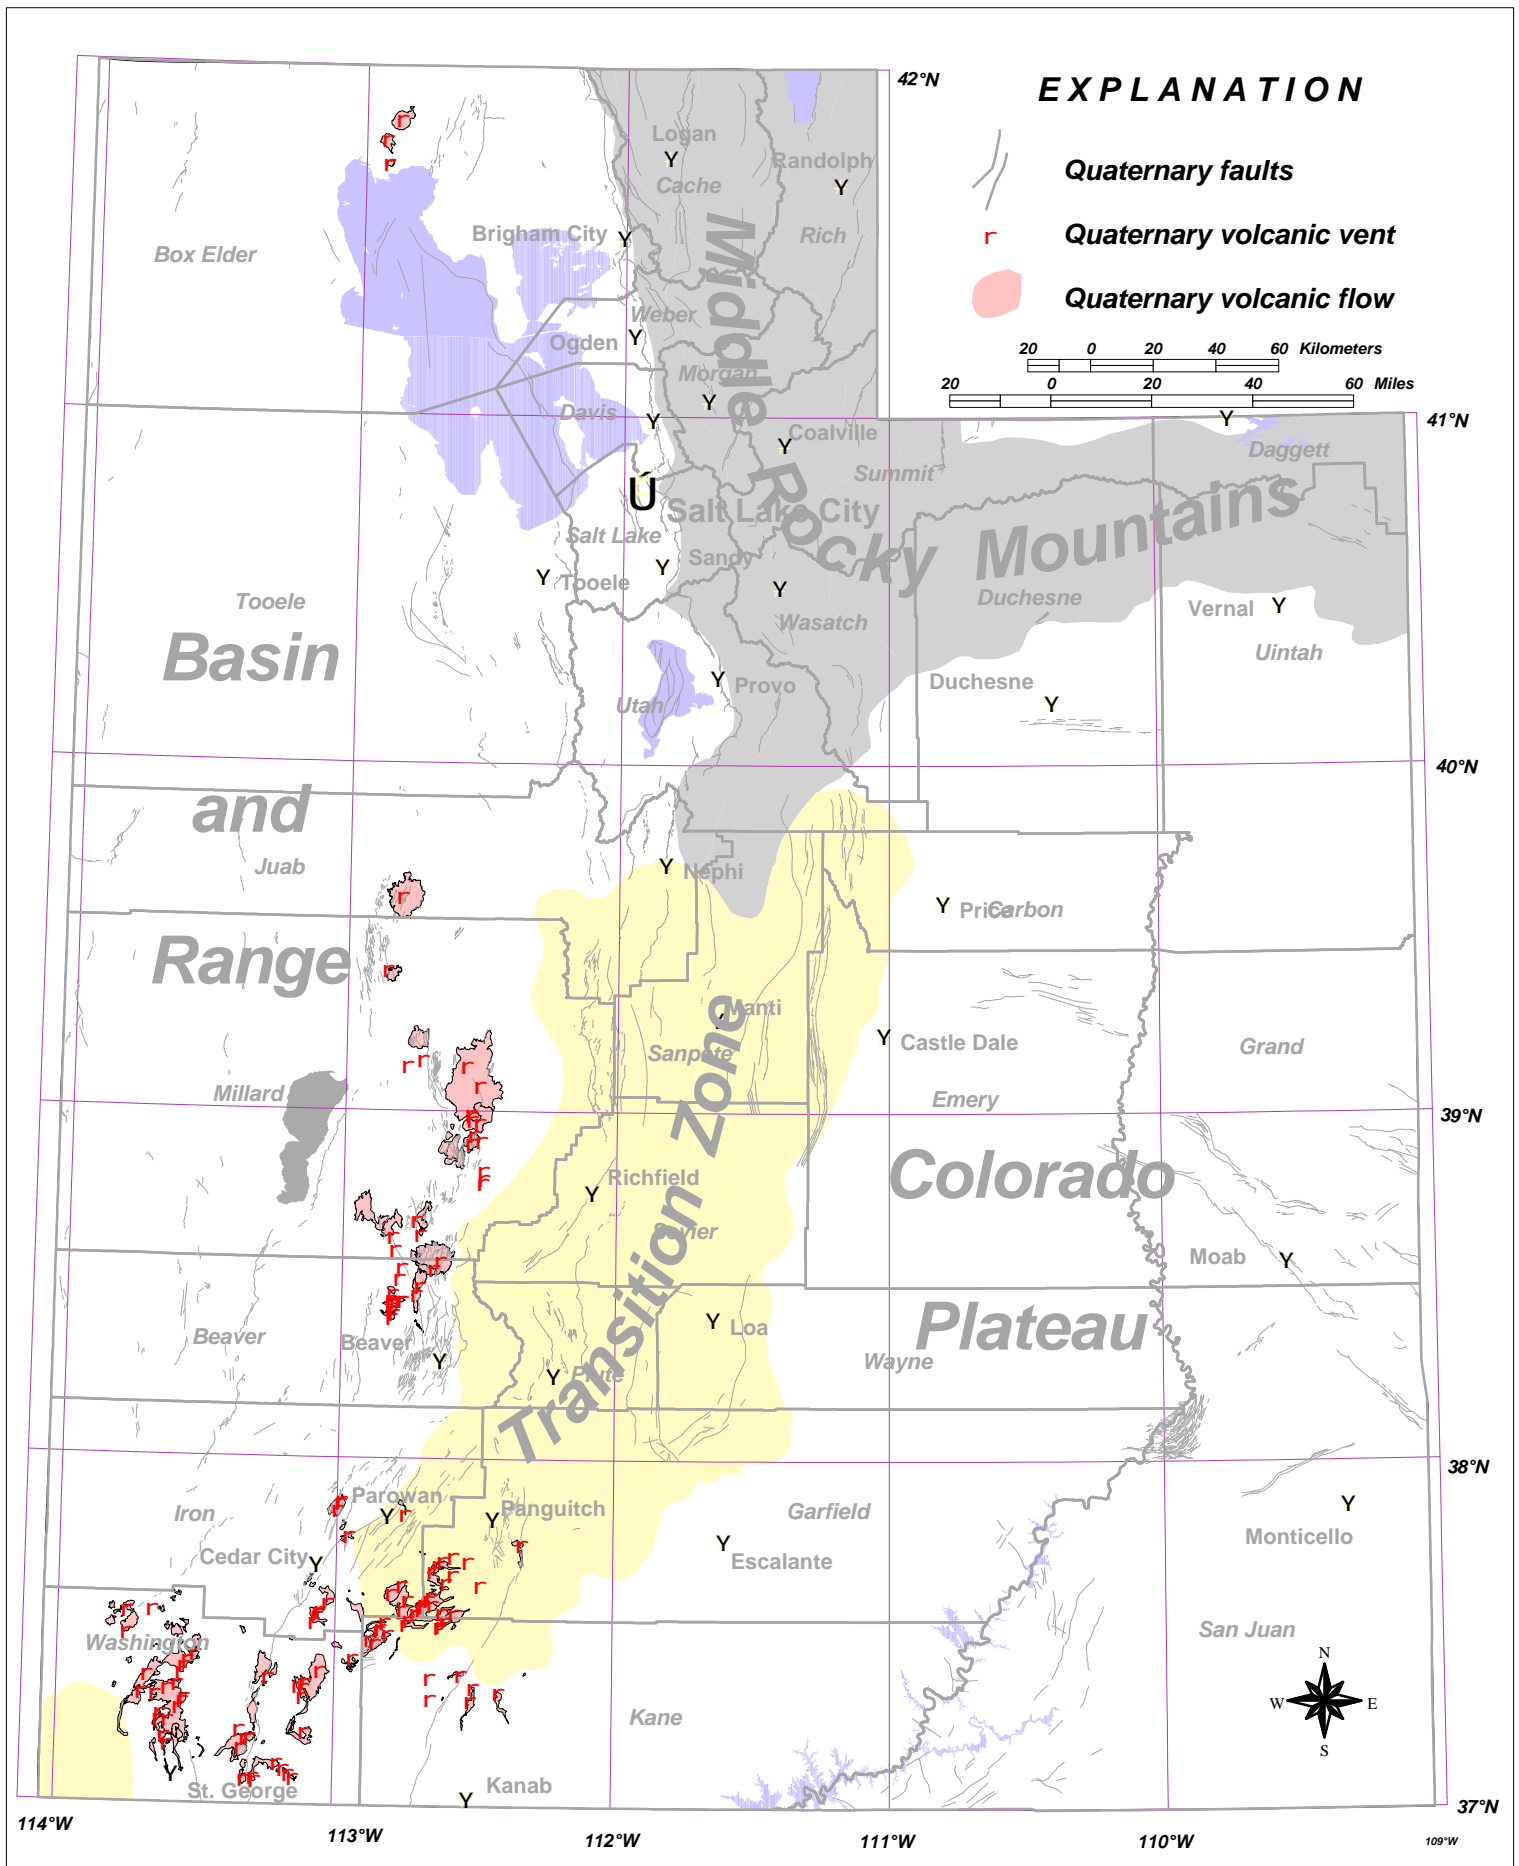 42°N
EXPLANATION
Quaternary faults
r
Quaternary volcanic vent
Quaternary volcanic flow
20 0 20 40 60 Kilometers
20 0 20 40 60 Miles
Logan
Y
Cache
Randolph
Y
Rich
Box Elder
Brigham City
Y
Weber
Ogden
Y
Morgan
Y
Davis
Y
Coalville
Y
Summit
Daggett
Y
41°N
Middle Rocky Mountains
Ú
Salt Lake City
Salt Lake
Sandy
Y
Tooele
Y
Tooele
Wasatch
Y
Duchesne
Vernal
Y
Uintah
Basin
and
Range
Utah
Provo
Y
Duchesne
Y
40°N
Juab
Nephi
Y
Price
Y
Carbon
Manti
Y
Sanpete
Castle Dale
Y
Grand
Millard
Emery
39°N
Transition Zone
Richfield
Y
Sevier
Colorado
Plateau
Moab
Y
Beaver
Beaver
Y
Piute
Y
Loa
Y
Wayne
38°N
Iron
Parowan
Y
Panguitch
Y
Garfield
Cedar City
Y
Escalante
Y
Monticello
Y
Washington
San Juan
Kane
N
W E
S
St. George
Y
Kanab
Y
37°N
114°W
113°W
112°W
111°W
110°W
109°W